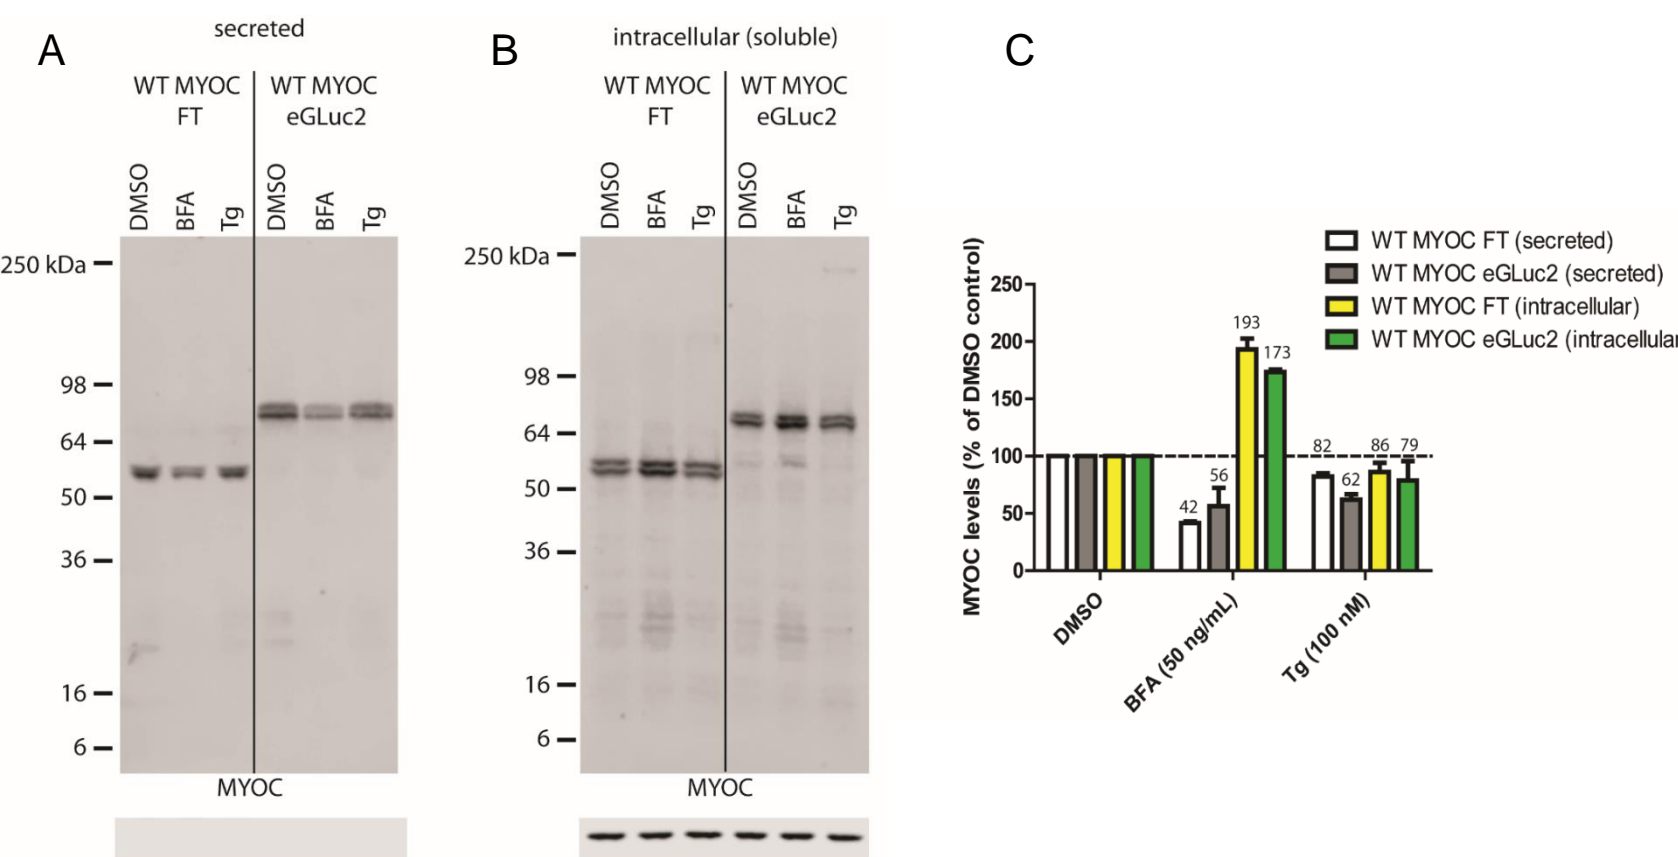 A
secreted
WT MYOC
FT
WT MYOC
eGLuc2
DMSO
BFA
Tg
DMSO
BFA
Tg
250 kDa
98
64
50
36
16
6
MYOC
B
intracellular (soluble)
WT MYOC
FT
WT MYOC
eGLuc2
DMSO
BFA
Tg
DMSO
BFA
Tg
250 kDa
98
64
50
36
16
6
MYOC
C
WT MYOC FT (secreted)
WT MYOC eGLuc2 (secreted)
WT MYOC FT (intracellular)
WT MYOC eGLuc2 (intracellular
MYOC levels (% of DMSO control)
250
200
150
100
50
0
42
56
193
173
82
62
86
79
DMSO
BFA (50 ng/mL)
Tg (100 nM)